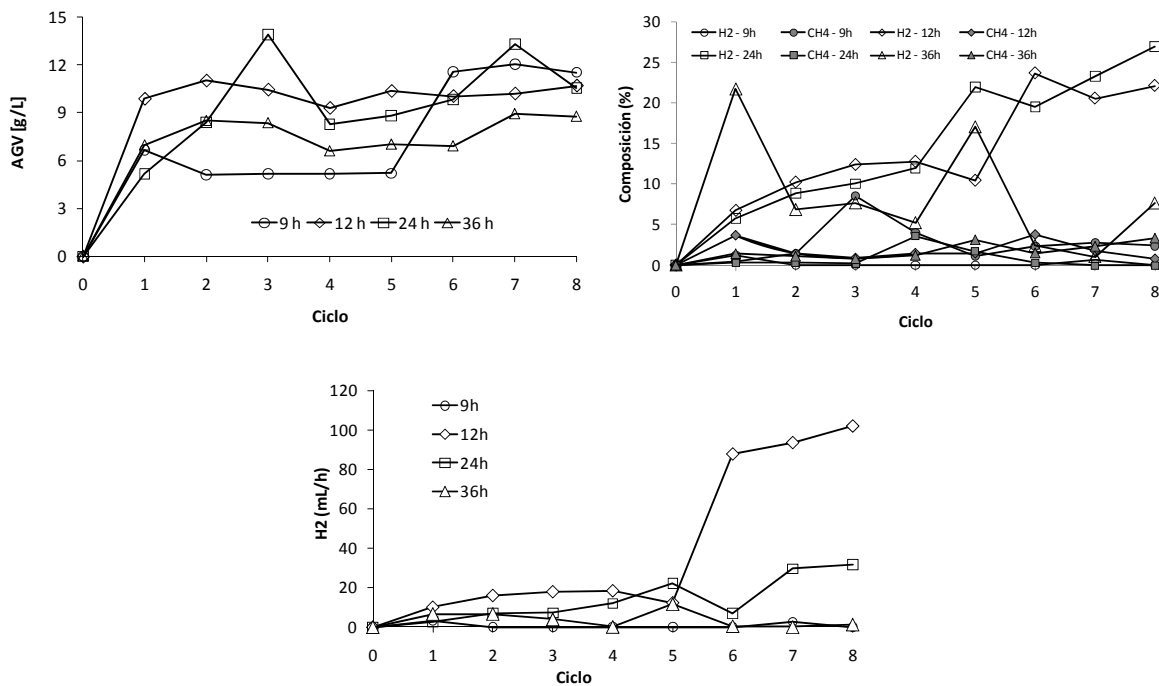 15
12
9
6
3
0
AGV [g/L]
9 h 12 h 24 h 36 h
0 1 2 3 4 5 6 7 8
Ciclo
30
25
20
15
10
5
0
Composición (%)
H2 - 9h CH4 - 9h H2 - 12h CH4 - 12h
H2 - 24h CH4 - 24h H2 - 36h CH4 - 36h
0 1 2 3 4 5 6 7 8
Ciclo
120
100
80
60
40
20
0
H2 (mL/h)
9h
12h
24h
36h
0 1 2 3 4 5 6 7 8
Ciclo